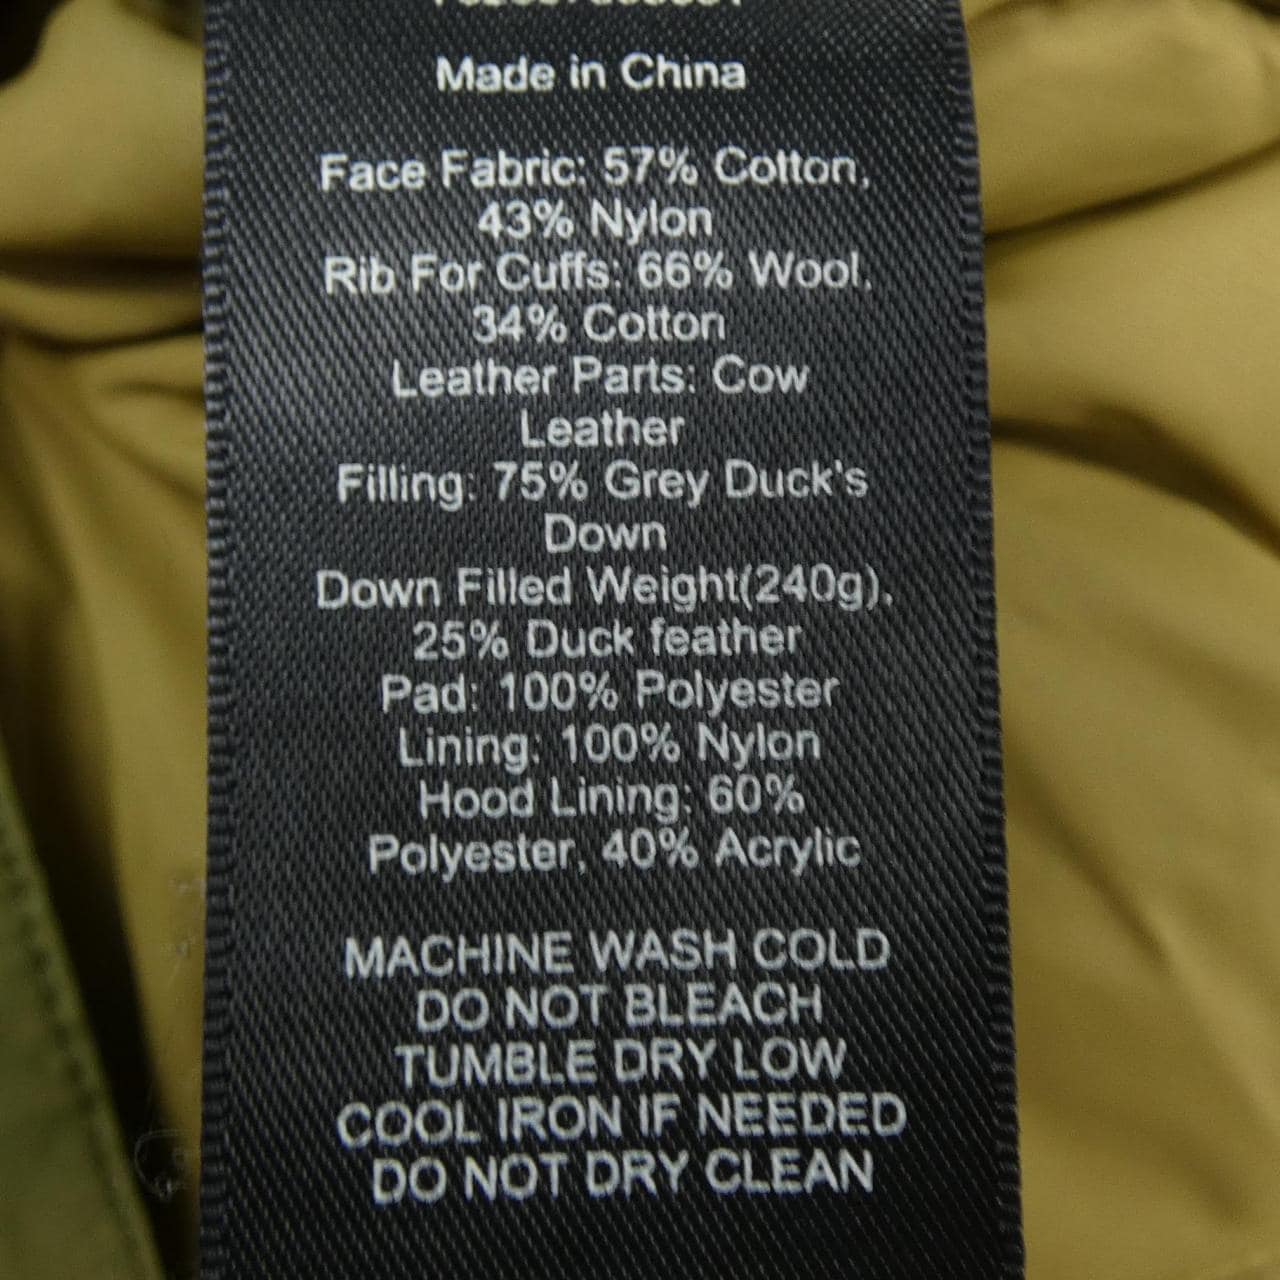 Made in China
Face Fabric: 57% Cotton,
43% Nylon
Rib For Cuffs: 66% Wool,
34% Cotton
Leather Parts: Cow
Leather
Filling: 75% Grey Duck's
Down
Down Filled Weight(240g),
25% Duck feather
Pad: 100% Polyester
Lining: 100% Nylon
Hood Lining: 60%
Polyester, 40% Acrylic
MACHINE WASH COLD
DO NOT BLEACH
TUMBLE DRY LOW
COOL IRON IF NEEDED
DO NOT DRY CLEAN